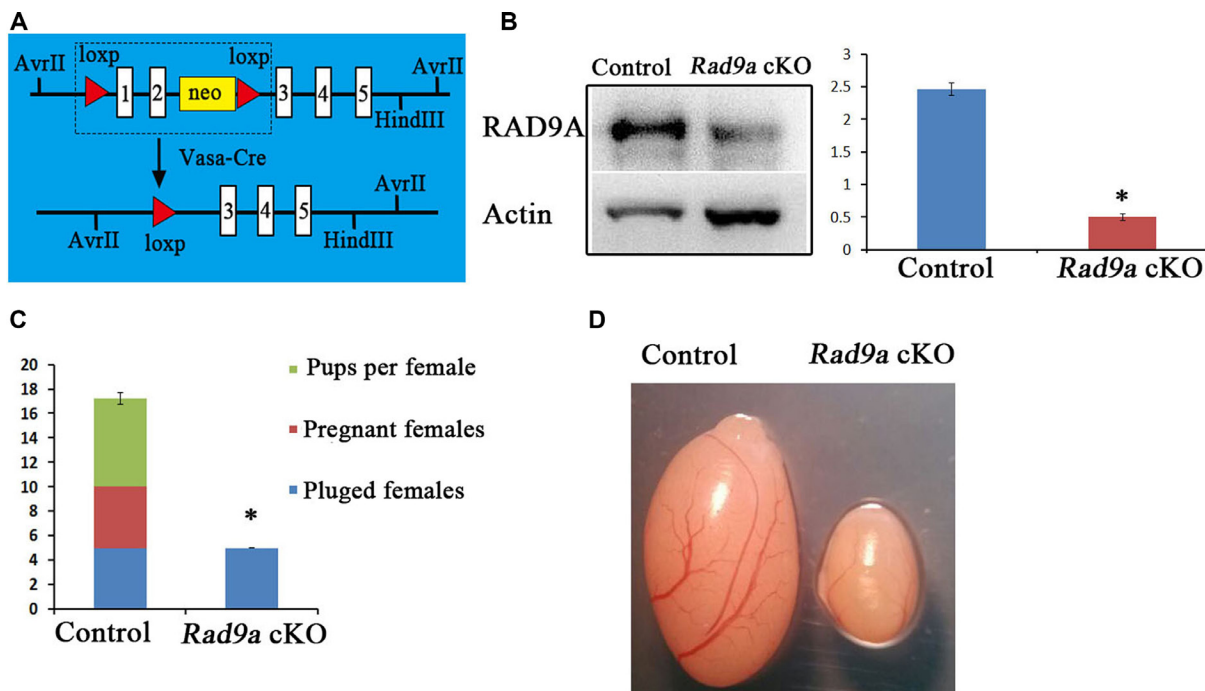 A
loxp
loxp
AvrII
AvrII
1 2 neo 3 4 5
HindIII
Vasa-Cre
AvrII
3 4 5
AvrII
loxp
HindIII
B
Control Rad9a cKO
RAD9A
Actin
3
2.5
2
1.5
1
0.5
0
*
Control Rad9a cKO
C
20
18
16
14
12
10
8
6
4
2
0
*
Control Rad9a cKO
Pups per female
Pregnant females
Pluged females
D
Control Rad9a cKO